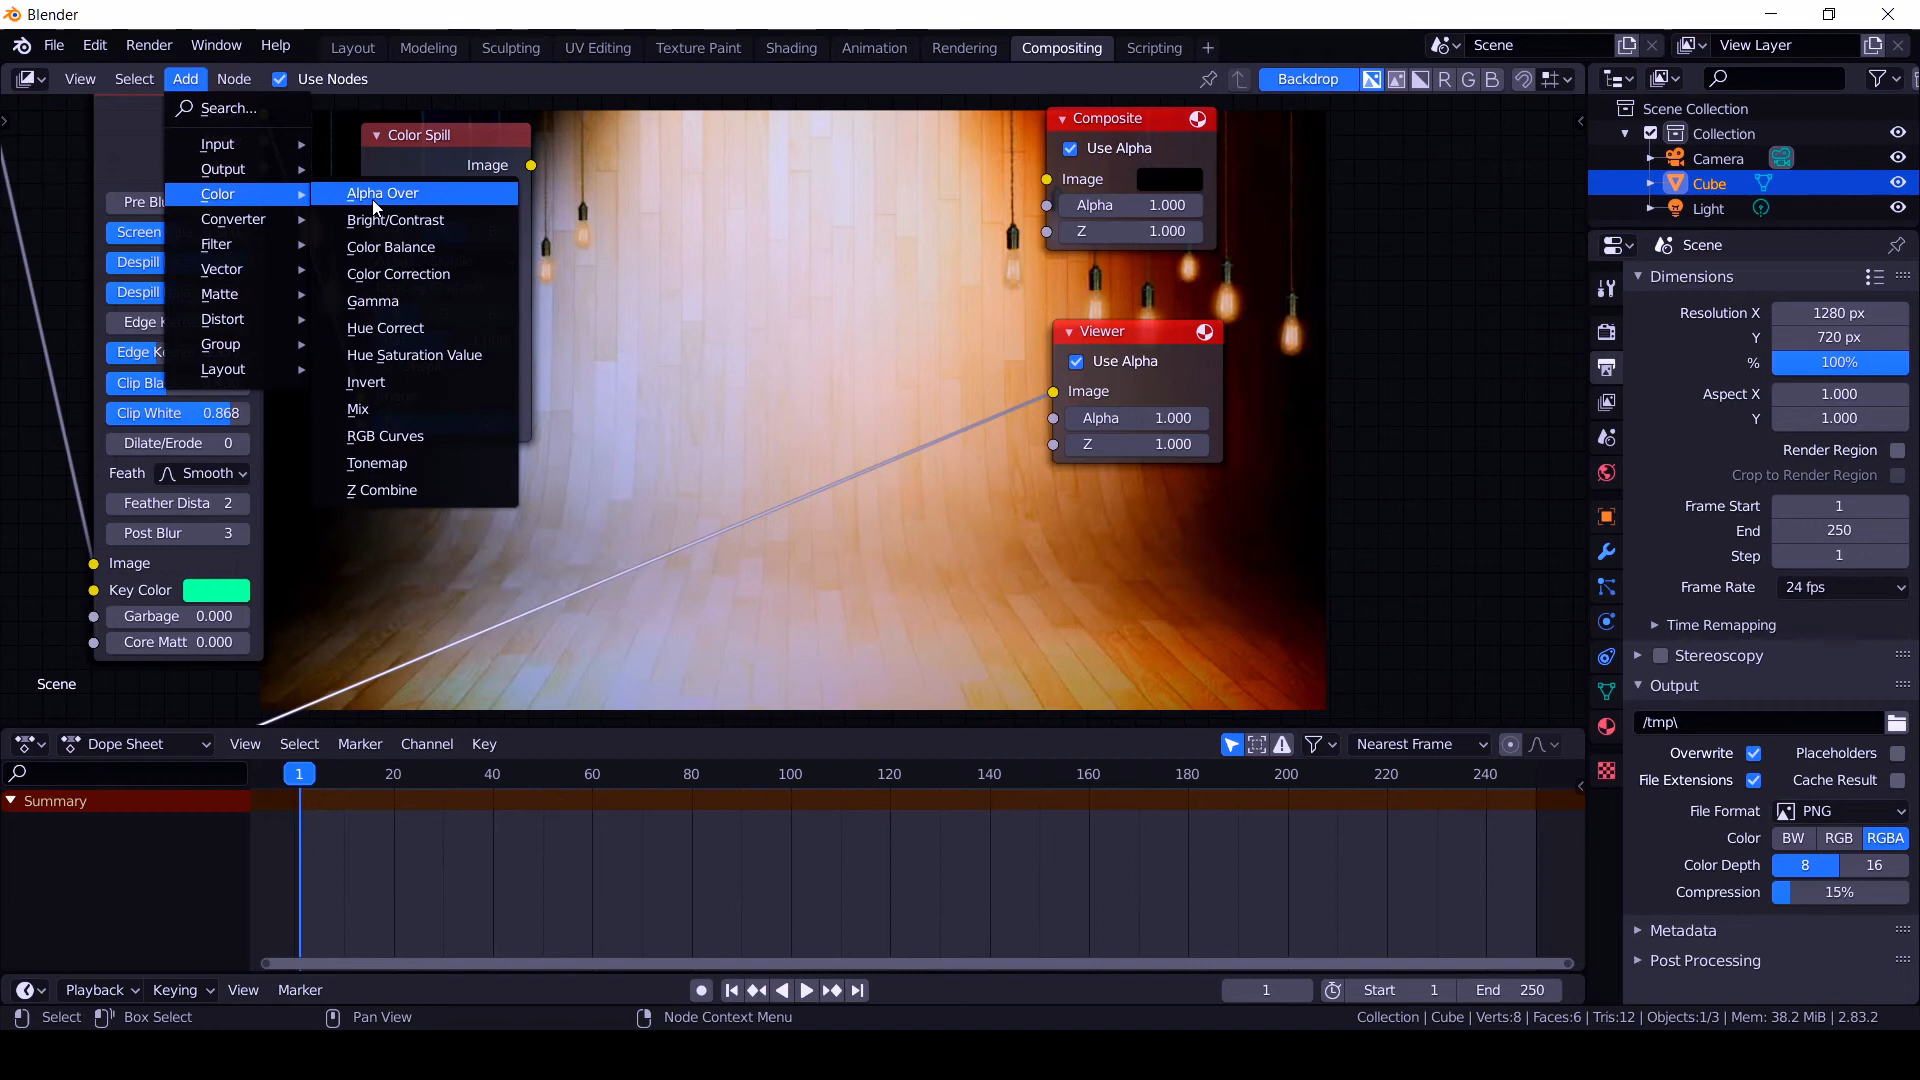 Blender
File Edit Render Window Help Layout Modeling Sculpting UV Editing Texture Paint Shading Animation Rendering Compositing Scripting + Scene View Layer
View Select Add Node Use Nodes Backdrop R G B
Search...
Input
Output
Color
Converter
Filter
Vector
Matte
Distort
Group
Layout
Alpha Over
Bright/Contrast
Color Balance
Color Correction
Gamma
Hue Correct
Hue Saturation Value
Invert
Mix
RGB Curves
Tonemap
Z Combine
Color Spill
Image
Pre Blu
Screen
Despill
Despill
Edge K
Edge Ke
Clip Bla
Clip White 0.868
Dilate/Erode 0
Feath Smooth
Feather Dista 2
Post Blur 3
Image
Key Color
Garbage 0.000
Core Matt 0.000
Scene
Composite
Use Alpha
Image
Alpha 1.000
Z 1.000
Viewer
Use Alpha
Image
Alpha 1.000
Z 1.000
Scene Collection
Collection
Camera
Cube
Light
Scene
Dimensions
Resolution X 1280 px
Y 720 px
% 100%
Aspect X 1.000
Y 1.000
Render Region
Crop to Render Region
Frame Start 1
End 250
Step 1
Frame Rate 24 fps
Time Remapping
Stereoscopy
Output
/tmp\
Overwrite Placeholders
File Extensions Cache Result
File Format PNG
Color BW RGB RGBA
Color Depth 8 16
Compression 15%
Metadata
Post Processing
Dope Sheet View Select Marker Channel Key Nearest Frame
1 20 40 60 80 100 120 140 160 180 200 220 240
Summary
Playback Keying View Marker 1 Start 1 End 250
Select Box Select Pan View Node Context Menu Collection | Cube | Verts:8 | Faces:6 | Tris:12 | Objects:1/3 | Mem: 38.2 MiB | 2.83.2